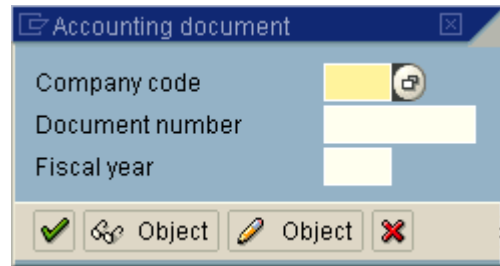 Accounting document
Company code
Document number
Fiscal year
Object Object